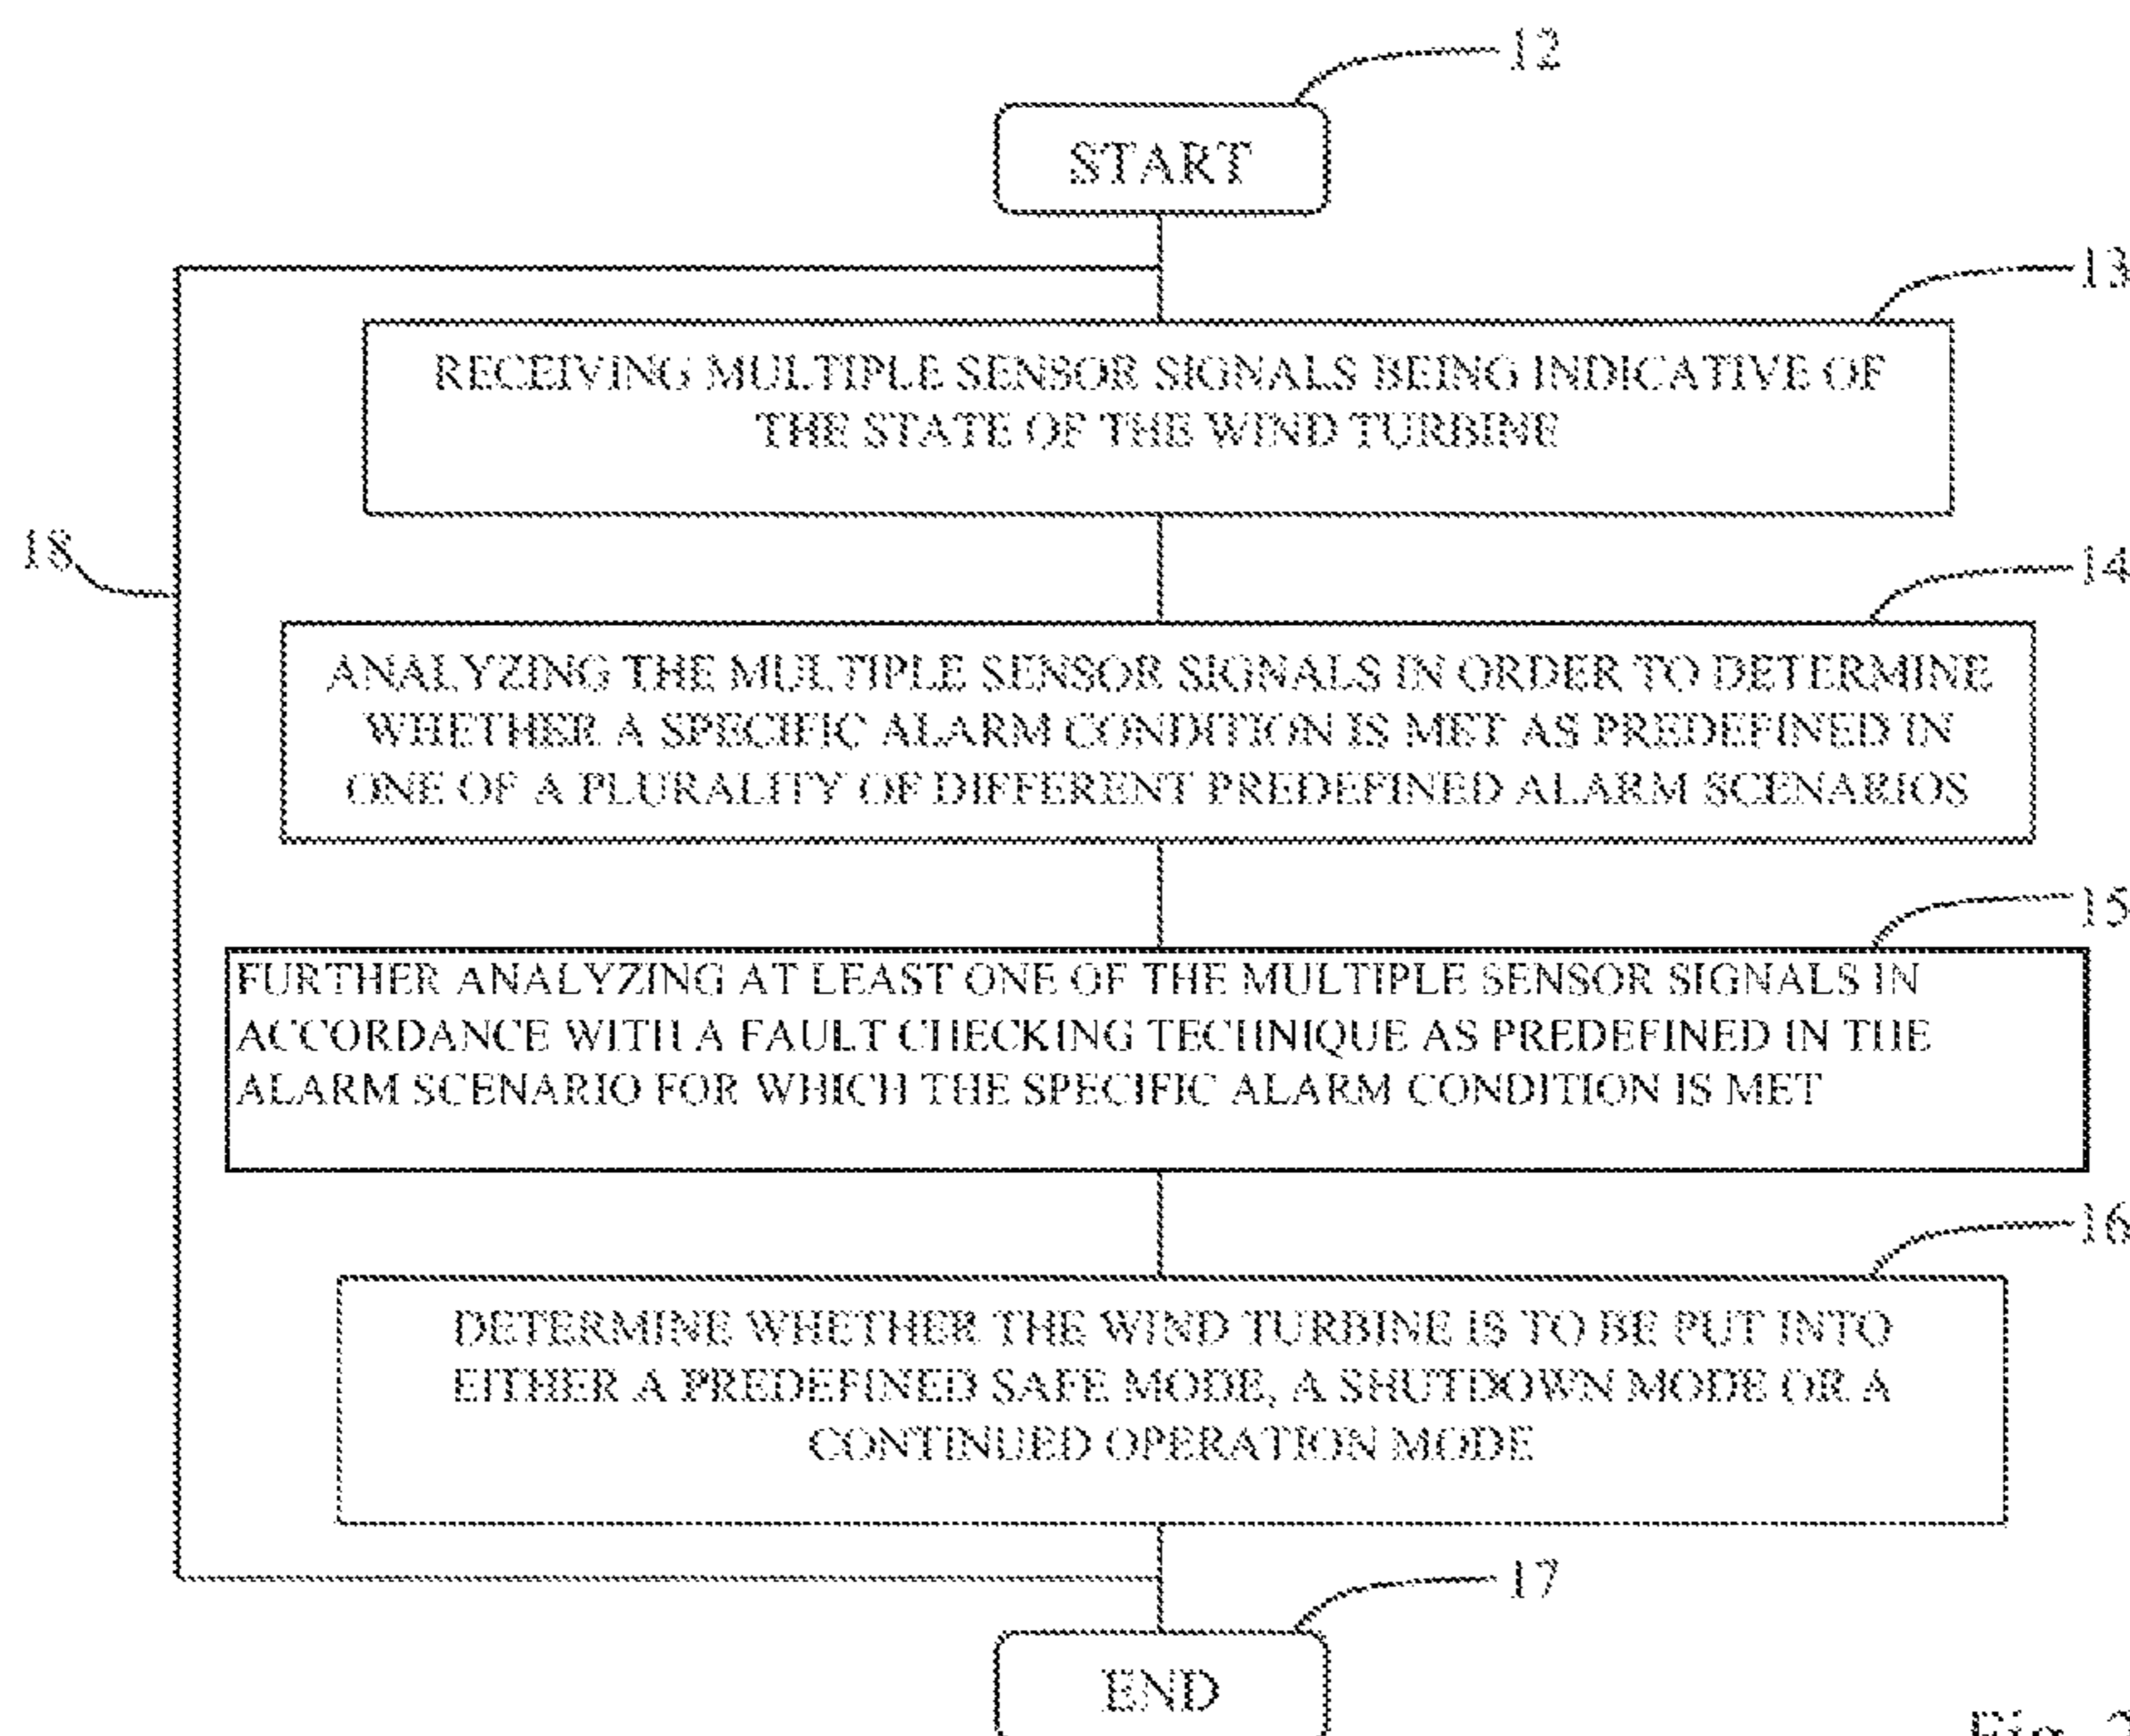 12
START
13
RECEIVING MULTIPLE SENSOR SIGNALS BEING INDICATIVE OF
THE STATE OF THE WIND TURBINE
18
14
ANALYZING THE MULTIPLE SENSOR SIGNALS IN ORDER TO DETERMINE
WHETHER A SPECIFIC ALARM CONDITION IS MET AS PREDEFINED IN
ONE OF A PLURALITY OF DIFFERENT PREDEFINED ALARM SCENARIOS
15
FURTHER ANALYZING AT LEAST ONE OF THE MULTIPLE SENSOR SIGNALS IN
ACCORDANCE WITH A FAULT CHECKING TECHNIQUE AS PREDEFINED IN THE
ALARM SCENARIO FOR WHICH THE SPECIFIC ALARM CONDITION IS MET
16
DETERMINE WHETHER THE WIND TURBINE IS TO BE PUT INTO
EITHER A PREDEFINED SAFE MODE, A SHUTDOWN MODE OR A
CONTINUED OPERATION MODE
17
END
Fig.